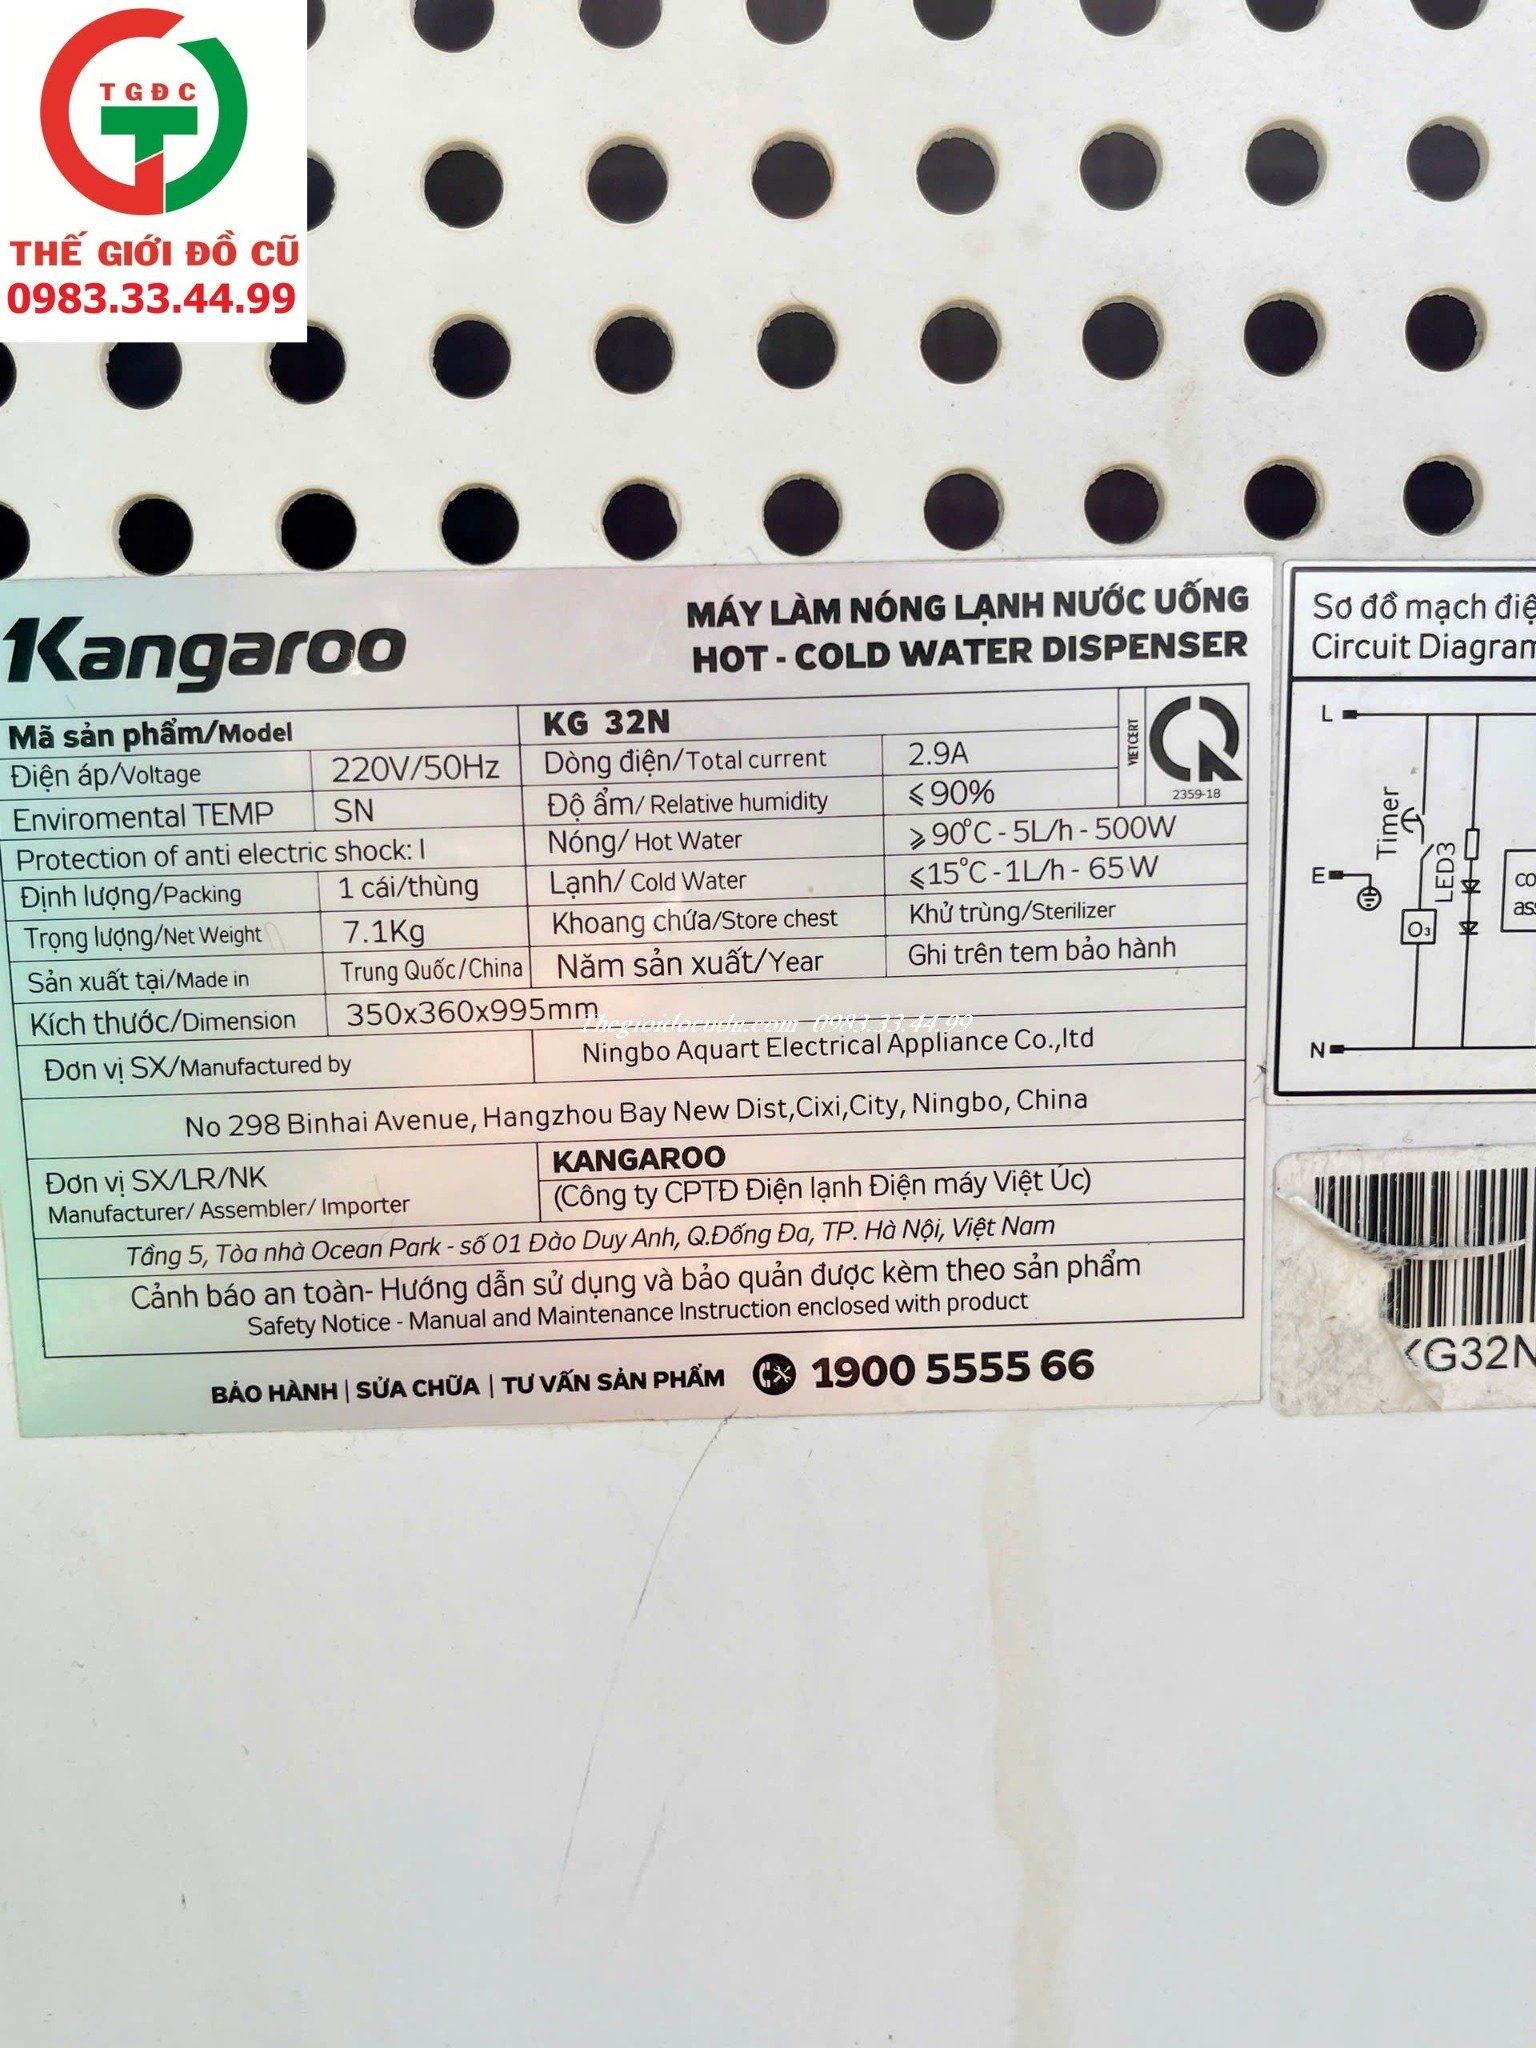 TGĐC
THẾ GIỚI ĐỒ CŨ
0983.33.44.99
Kangaroo
MÁY LÀM NÓNG LẠNH NƯỚC UỐNG
HOT - COLD WATER DISPENSER
Mã sản phẩm/Model KG 32N
Điện áp/Voltage 220V/50Hz Dòng điện/Total current 2.9A
Enviromental TEMP SN Độ ẩm/ Relative humidity ⩽90%
VIETCERT
2359-18
Protection of anti electric shock: I Nóng/ Hot Water ⩾90°C - 5L/h - 500W
Định lượng/Packing 1 cái/thùng Lạnh/ Cold Water ⩽15°C - 1L/h - 65W
Trọng lượng/Net Weight 7.1Kg Khoang chứa/Store chest Khử trùng/Sterilizer
Sản xuất tại/Made in Trung Quốc/China Năm sản xuất/Year Ghi trên tem bảo hành
Kích thước/Dimension 350x360x995mm
Thegioidocudn.com 0983.33.44.99
Đơn vị SX/Manufactured by Ningbo Aquart Electrical Appliance Co.,ltd
No 298 Binhai Avenue, Hangzhou Bay New Dist,Cixi,City, Ningbo, China
Đơn vị SX/LR/NK KANGAROO
Manufacturer/ Assembler/ Importer (Công ty CPTĐ Điện lạnh Điện máy Việt Úc)
Tầng 5, Tòa nhà Ocean Park - số 01 Đào Duy Anh, Q.Đống Đa, TP. Hà Nội, Việt Nam
Cảnh báo an toàn- Hướng dẫn sử dụng và bảo quản được kèm theo sản phẩm
Safety Notice - Manual and Maintenance Instruction enclosed with product
BẢO HÀNH | SỬA CHỮA | TƯ VẤN SẢN PHẨM 1900 5555 66
Sơ đồ mạch điệ
Circuit Diagram
L
Timer
LED3
E
O3
co
ass
N
KG32N